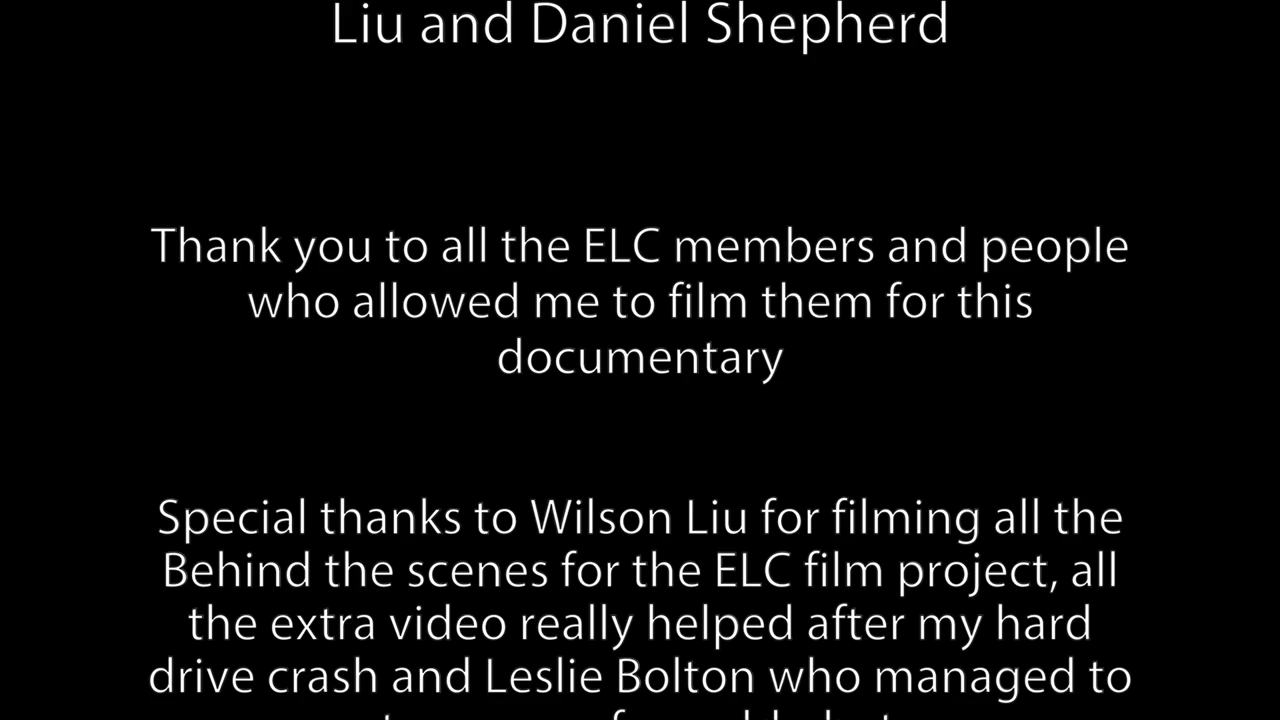 Liu and Daniel Shepherd
Thank you to all the ELC members and people
who allowed me to film them for this
documentary
Special thanks to Wilson Liu for filming all the
Behind the scenes for the ELC film project, all
the extra video really helped after my hard
drive crash and Leslie Bolton who managed to